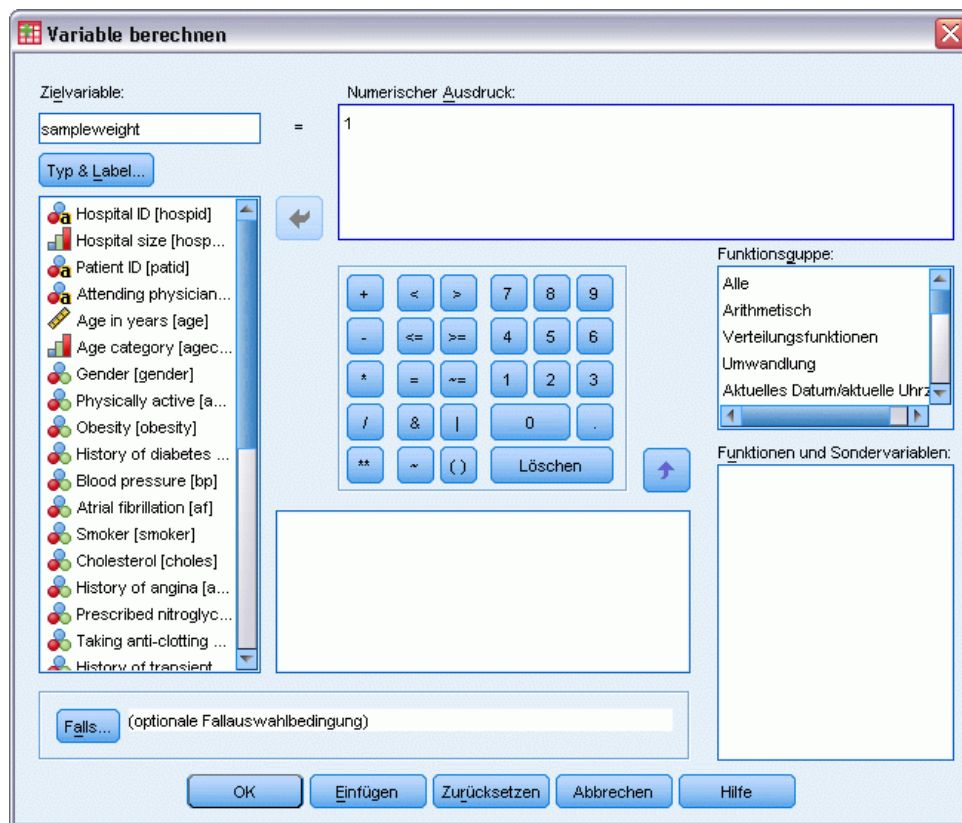 Variable berechnen
Zielvariable:
sampleweight
=
Numerischer Ausdruck:
1
Typ & Label...
Hospital ID [hospid]
Hospital size [hosp...
Patient ID [patid]
Attending physician...
Age in years [age]
Age category [agec...
Gender [gender]
Physically active [a...
Obesity [obesity]
History of diabetes ...
Blood pressure [bp]
Atrial fibrillation [af]
Smoker [smoker]
Cholesterol [choles]
History of angina [a...
Prescribed nitroglyc...
Taking anti-clotting ...
History of transient
+ < > 7 8 9
- <= >= 4 5 6
* = ~= 1 2 3
/ & | 0 .
** ~ ( ) Löschen
Funktionsgruppe:
Alle
Arithmetisch
Verteilungsfunktionen
Umwandlung
Aktuelles Datum/aktuelle Uhrz
Funktionen und Sondervariablen:
Falls... (optionale Fallauswahlbedingung)
OK Einfügen Zurücksetzen Abbrechen Hilfe